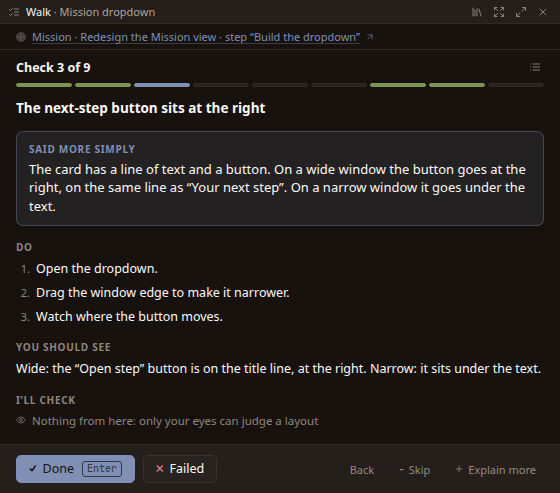 Walk · Mission dropdown
Mission · Redesign the Mission view · step “Build the dropdown” ↗
Check 3 of 9
The next-step button sits at the right
SAID MORE SIMPLY
The card has a line of text and a button. On a wide window the button goes at the
right, on the same line as “Your next step”. On a narrow window it goes under the
text.
DO
1. Open the dropdown.
2. Drag the window edge to make it narrower.
3. Watch where the button moves.
YOU SHOULD SEE
Wide: the “Open step” button is on the title line, at the right. Narrow: it sits under the text.
I’LL CHECK
Nothing from here: only your eyes can judge a layout
✓ Done Enter ✕ Failed Back - Skip + Explain more